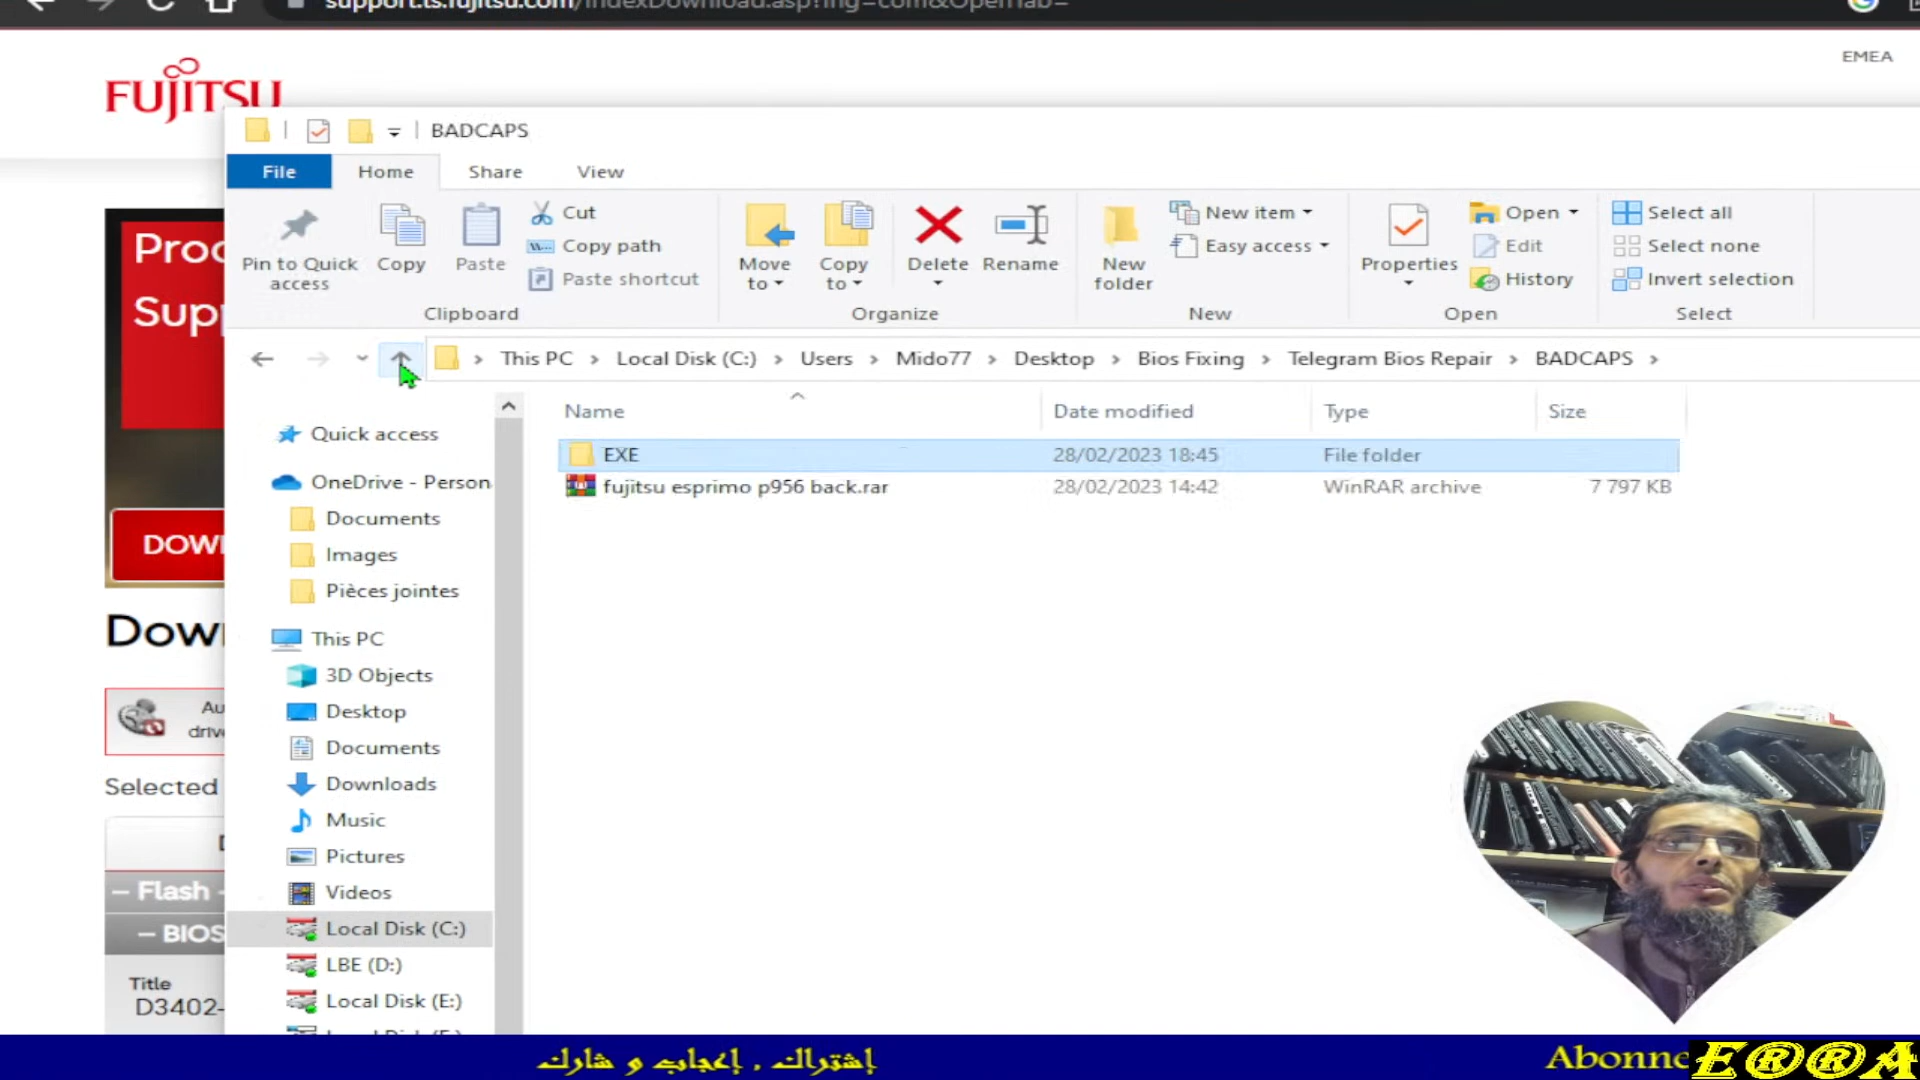 support.ts.fujitsu.com/IndexDownload.asp?lng=com&OpenTab=
EMEA
FUJITSU
BADCAPS
File Home Share View
Pin to Quick access
Copy
Paste
Cut
Copy path
Paste shortcut
Clipboard
Move to
Copy to
Delete
Rename
Organize
New folder
New item
Easy access
New
Properties
Open
Edit
History
Open
Select all
Select none
Invert selection
Select
This PC > Local Disk (C:) > Users > Mido77 > Desktop > Bios Fixing > Telegram Bios Repair > BADCAPS >
Name Date modified Type Size
EXE 28/02/2023 18:45 File folder
fujitsu esprimo p956 back.rar 28/02/2023 14:42 WinRAR archive 7 797 KB
Quick access
OneDrive - Person
Documents
Images
Pièces jointes
This PC
3D Objects
Desktop
Documents
Downloads
Music
Pictures
Videos
Local Disk (C:)
LBE (D:)
Local Disk (E:)
Proc
Supp
DOW
Dow
Au
drive
Selected
– Flash -
– BIOS
Title
D3402-
إشتراك , إعجاب و شارك
Abonne
ERRA